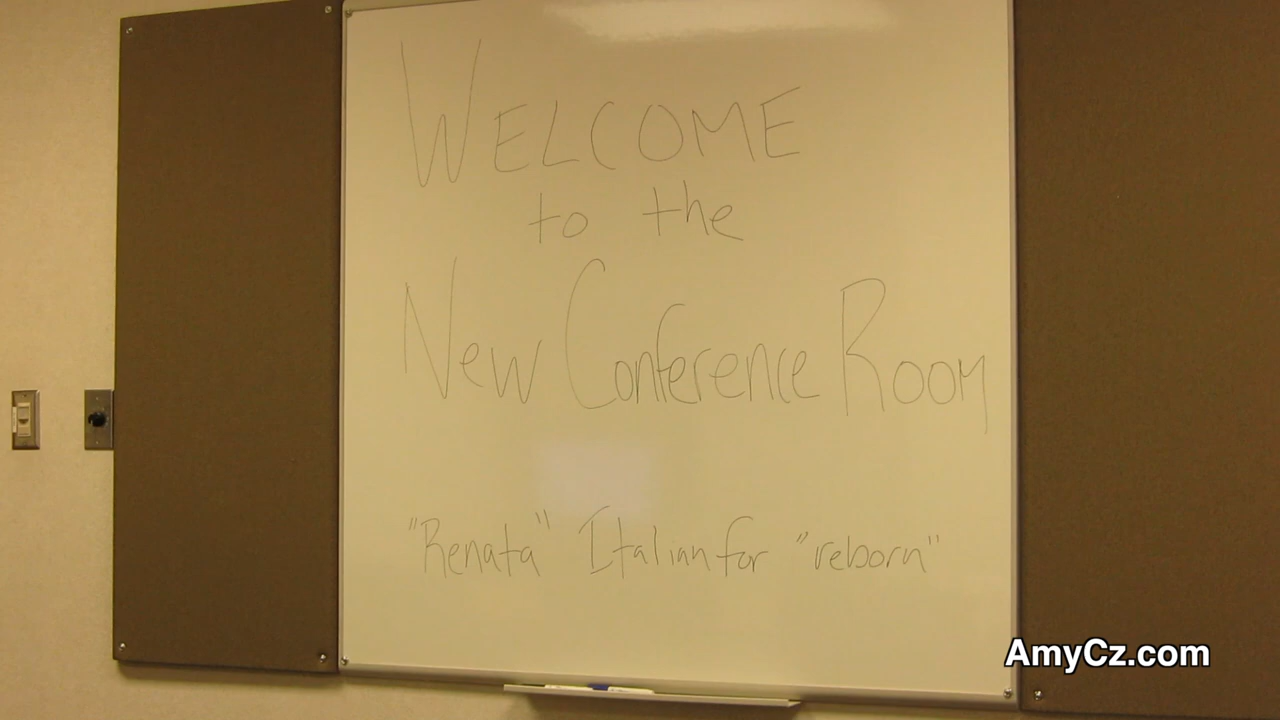 WELCOME
to the
New Conference Room
"Renata" Italian for "reborn"
AmyCz.com